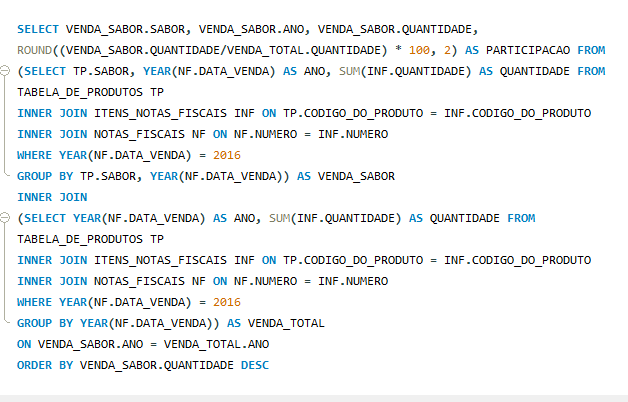 SELECT VENDA_SABOR.SABOR, VENDA_SABOR.ANO, VENDA_SABOR.QUANTIDADE,
ROUND((VENDA_SABOR.QUANTIDADE/VENDA_TOTAL.QUANTIDADE) * 100, 2) AS PARTICIPACAO FROM
(SELECT TP.SABOR, YEAR(NF.DATA_VENDA) AS ANO, SUM(INF.QUANTIDADE) AS QUANTIDADE FROM
TABELA_DE_PRODUTOS TP
INNER JOIN ITENS_NOTAS_FISCAIS INF ON TP.CODIGO_DO_PRODUTO = INF.CODIGO_DO_PRODUTO
INNER JOIN NOTAS_FISCAIS NF ON NF.NUMERO = INF.NUMERO
WHERE YEAR(NF.DATA_VENDA) = 2016
GROUP BY TP.SABOR, YEAR(NF.DATA_VENDA)) AS VENDA_SABOR
INNER JOIN
(SELECT YEAR(NF.DATA_VENDA) AS ANO, SUM(INF.QUANTIDADE) AS QUANTIDADE FROM
TABELA_DE_PRODUTOS TP
INNER JOIN ITENS_NOTAS_FISCAIS INF ON TP.CODIGO_DO_PRODUTO = INF.CODIGO_DO_PRODUTO
INNER JOIN NOTAS_FISCAIS NF ON NF.NUMERO = INF.NUMERO
WHERE YEAR(NF.DATA_VENDA) = 2016
GROUP BY YEAR(NF.DATA_VENDA)) AS VENDA_TOTAL
ON VENDA_SABOR.ANO = VENDA_TOTAL.ANO
ORDER BY VENDA_SABOR.QUANTIDADE DESC